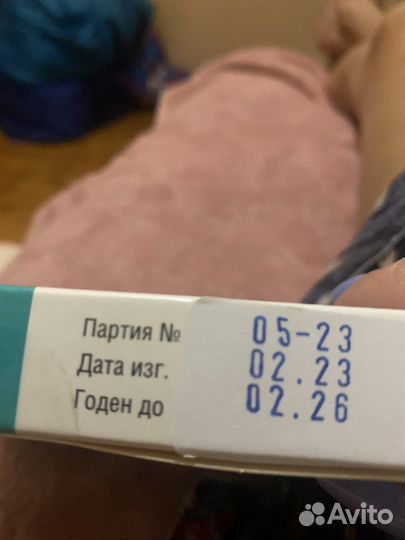 Партия № 05-23
Дата изг. 02.23
Годен до 02.26
Avito